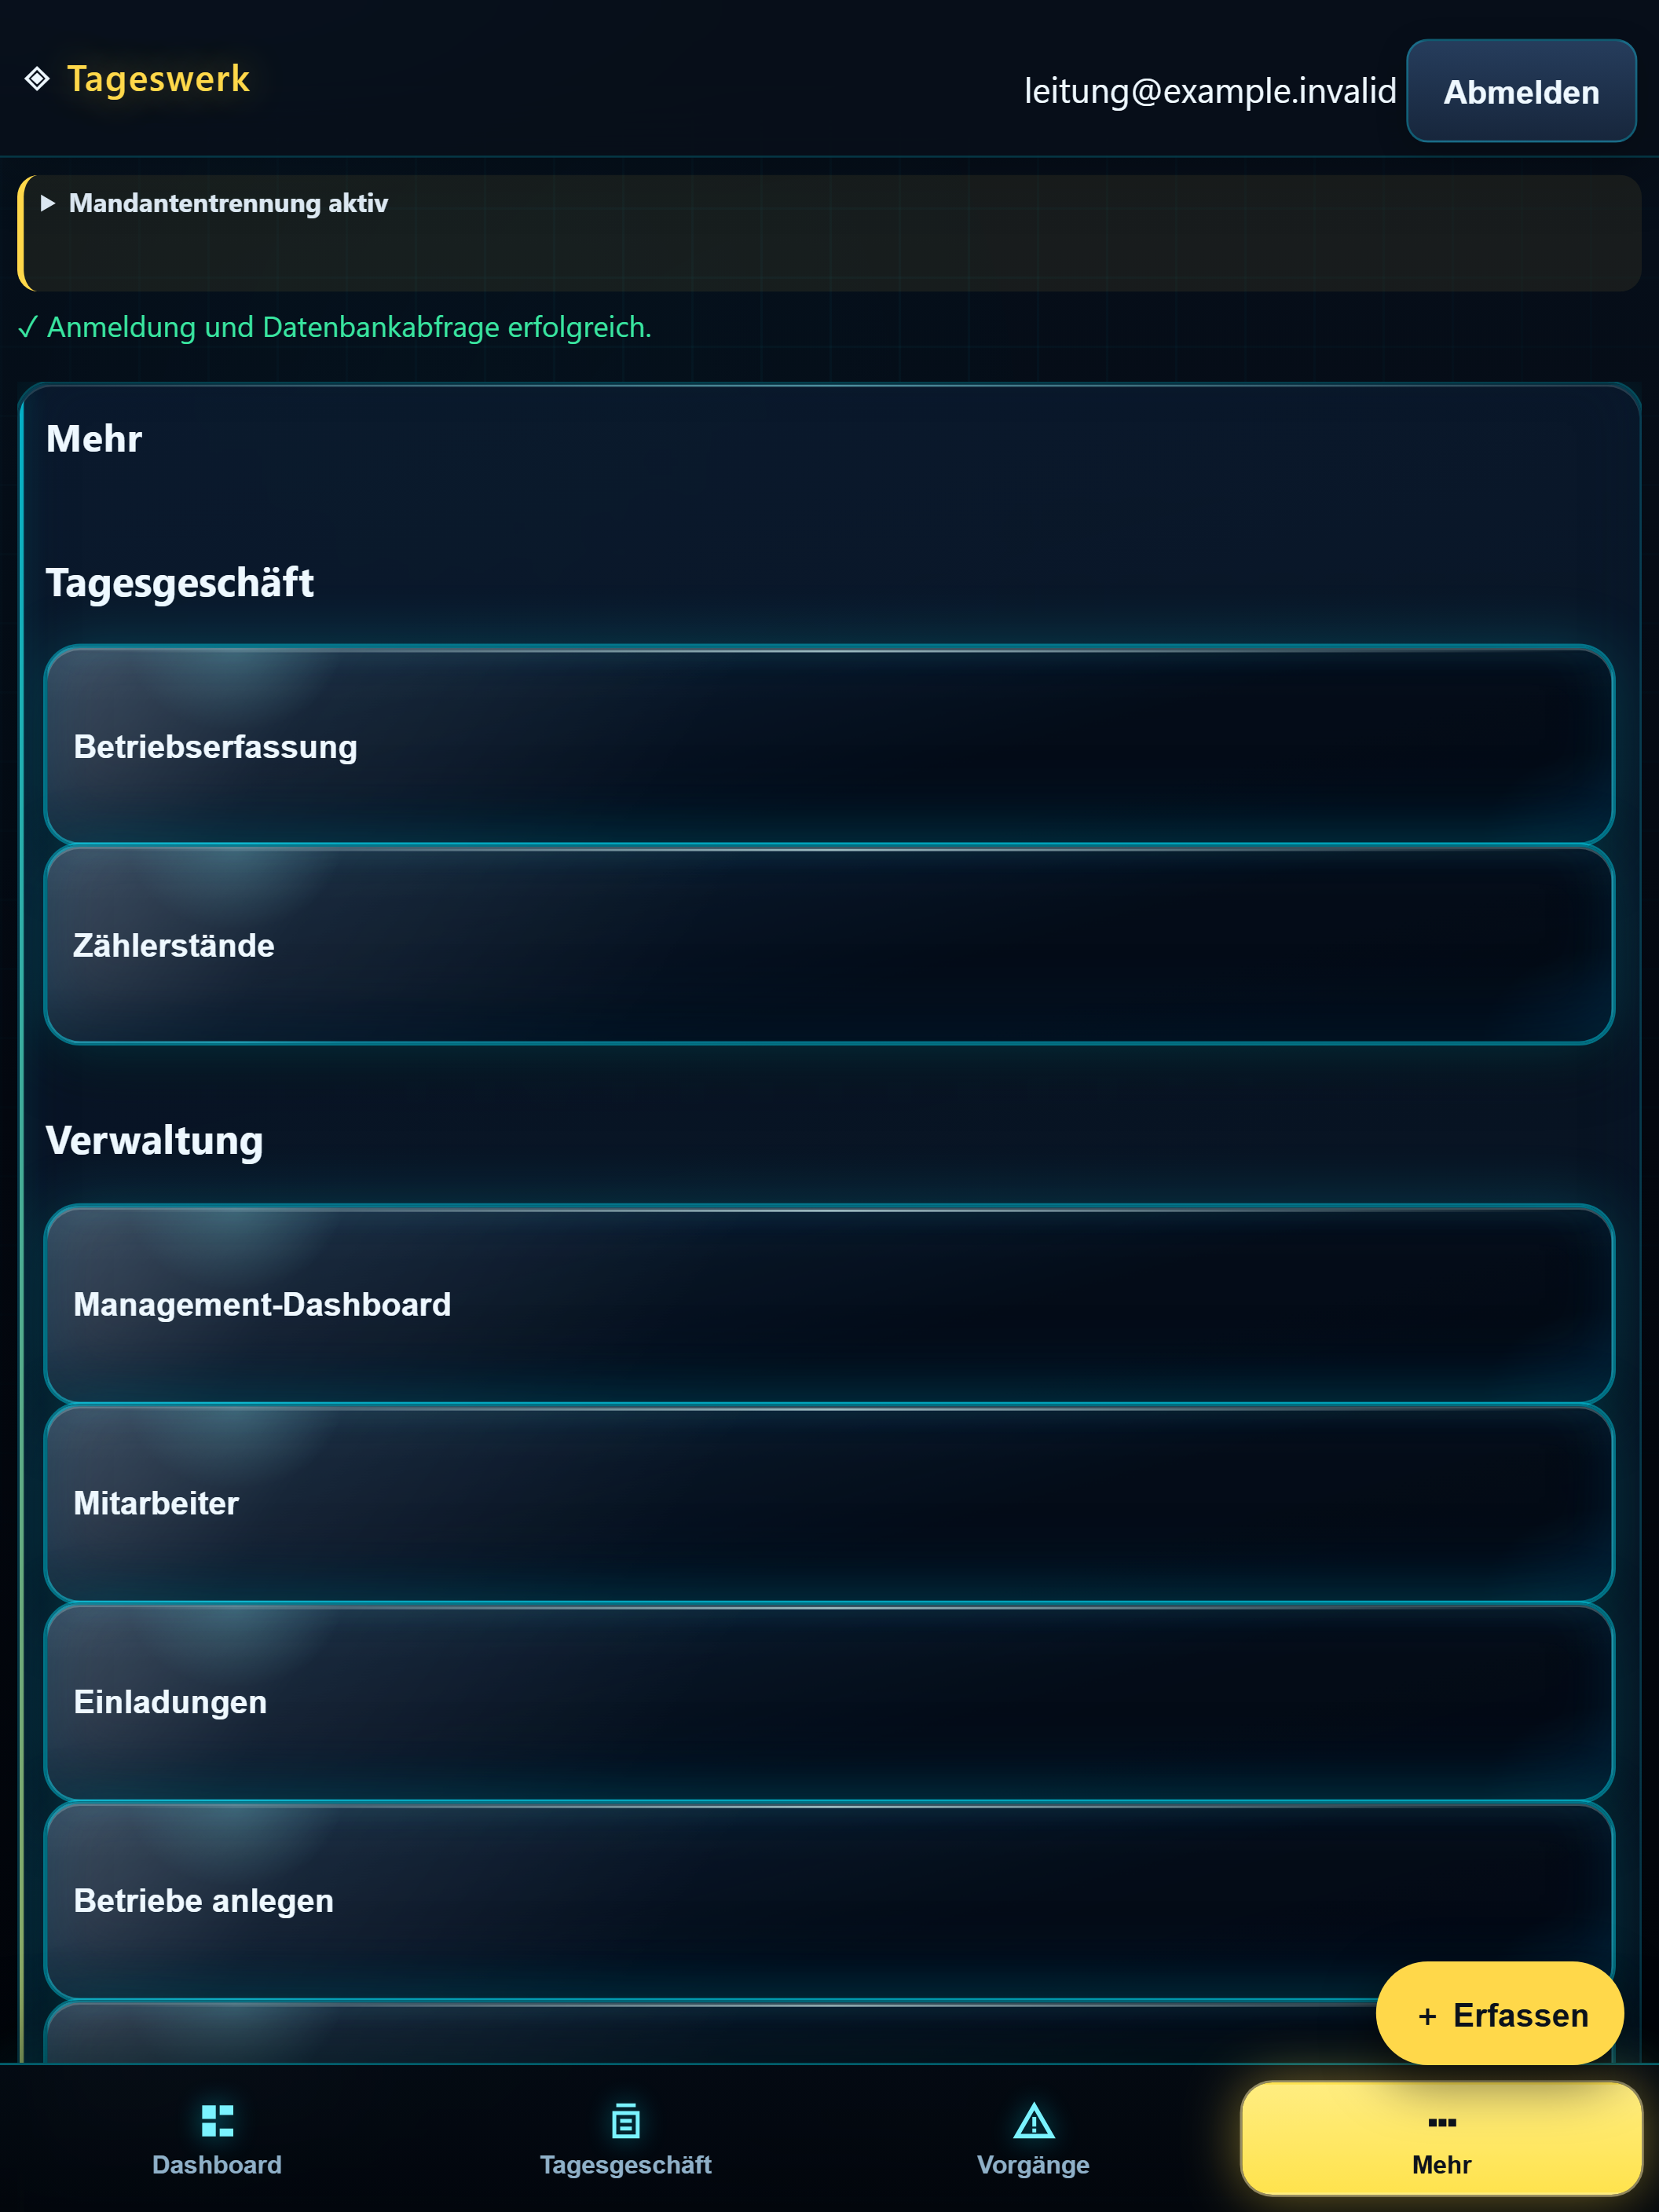 Tageswerk
leitung@example.invalid
Abmelden
Mandantentrennung aktiv
✓ Anmeldung und Datenbankabfrage erfolgreich.
Mehr
Tagesgeschäft
Betriebserfassung
Zählerstände
Verwaltung
Management-Dashboard
Mitarbeiter
Einladungen
Betriebe anlegen
+ Erfassen
Dashboard
Tagesgeschäft
Vorgänge
Mehr